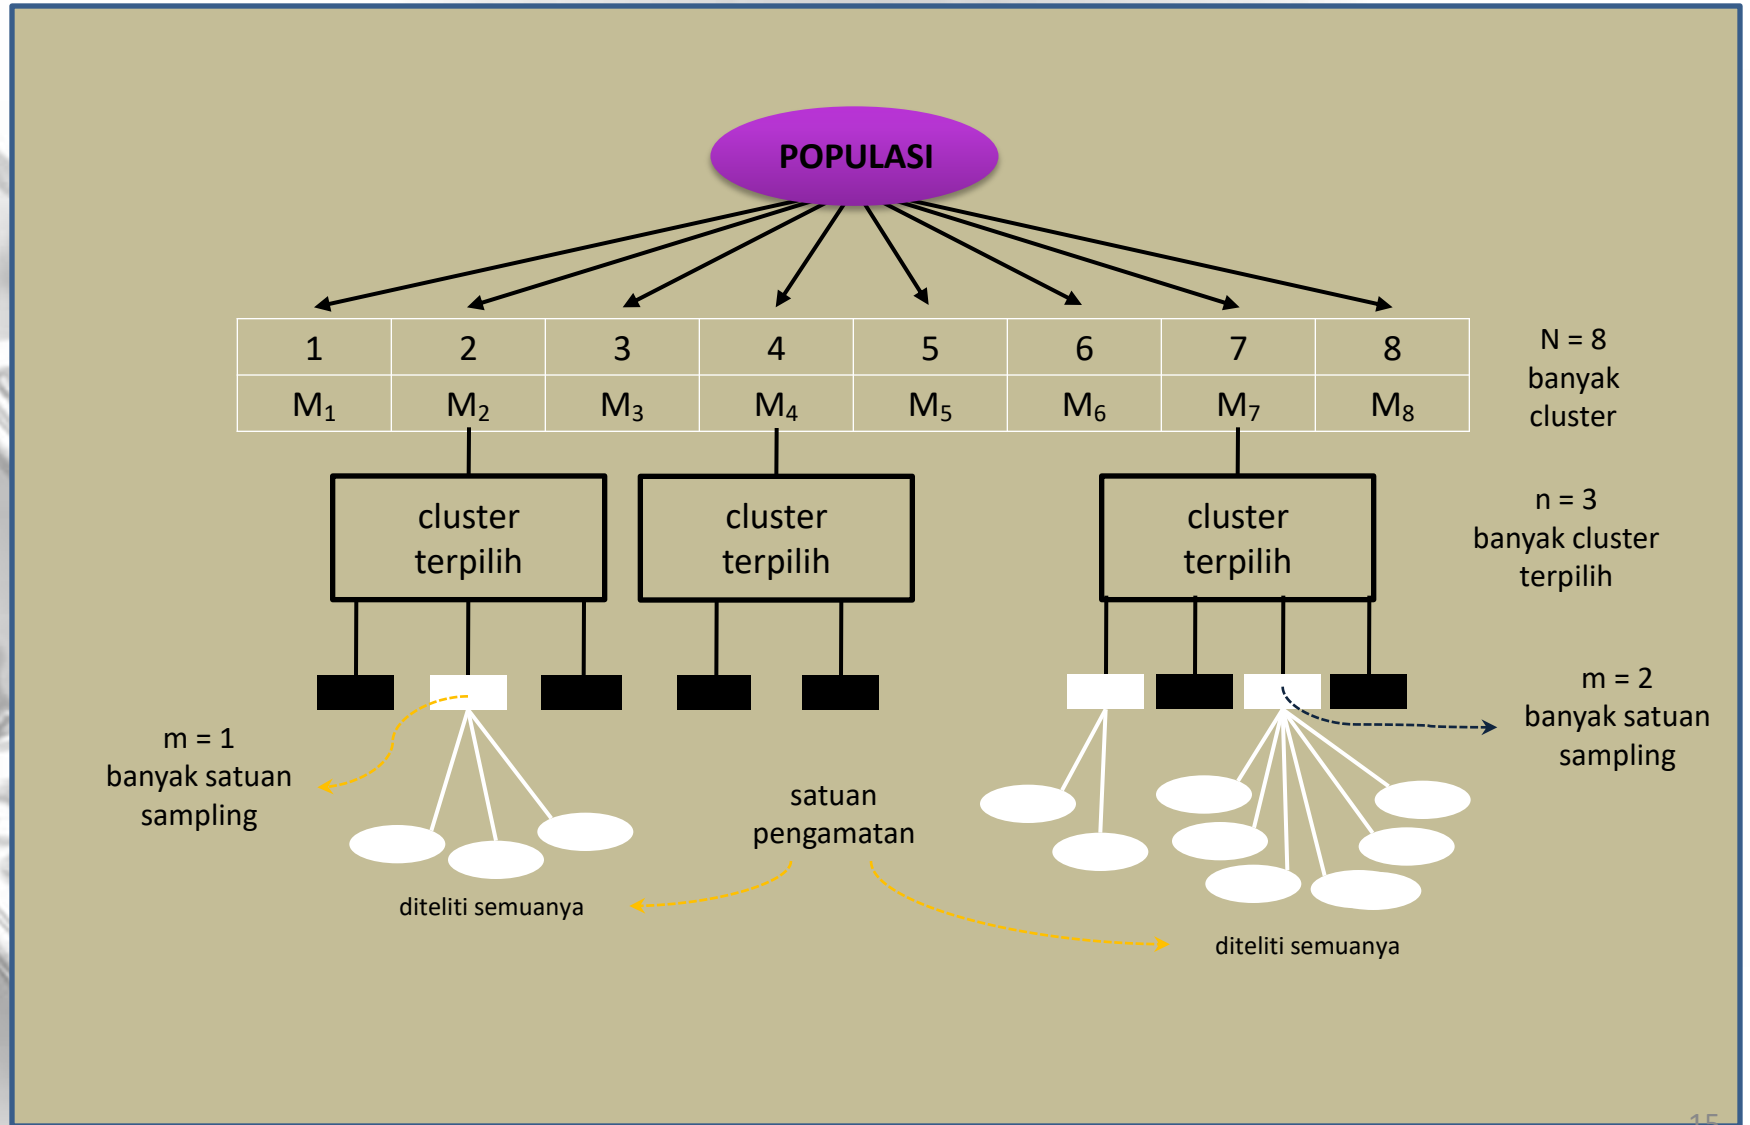 POPULASI
1 2 3 4 5 6 7 8
M₁ M₂ M₃ M₄ M₅ M₆ M₇ M₈
N = 8
banyak
cluster
cluster
terpilih
cluster
terpilih
cluster
terpilih
n = 3
banyak cluster
terpilih
m = 1
banyak satuan
sampling
m = 2
banyak satuan
sampling
satuan
pengamatan
diteliti semuanya
diteliti semuanya
15